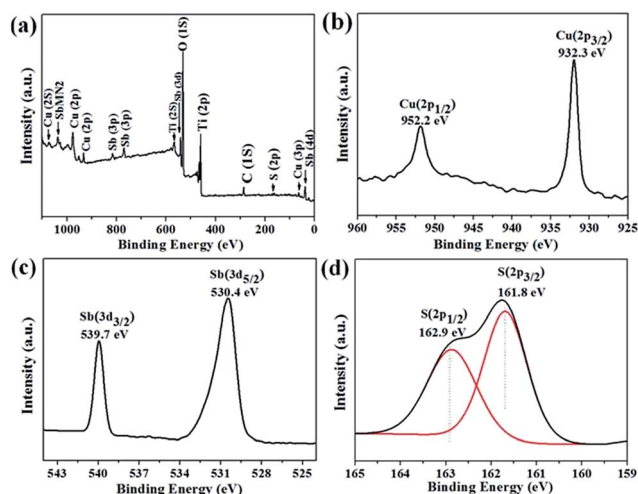 (a)
Intensity (a.u.)
Cu (2S)
SbMN2
Cu (2p)
Cu (2p)
Sb (3p)
Sb (3p)
Ti (2S)
Sb (3d)
O (1S)
Ti (2p)
C (1S)
S (2p)
Cu (3p)
Sb (4d)
1000 800 600 400 200 0
Binding Energy (eV)
(b)
Intensity (a.u.)
Cu(2p1/2)
952.2 eV
Cu(2p3/2)
932.3 eV
960 955 950 945 940 935 930 925
Binding Energy (eV)
(c)
Intensity (a.u.)
Sb(3d3/2)
539.7 eV
Sb(3d5/2)
530.4 eV
543 540 537 534 531 528 525
Binding Energy (eV)
(d)
Intensity (a.u.)
S(2p1/2)
162.9 eV
S(2p3/2)
161.8 eV
165 164 163 162 161 160 159
Binding Energy (eV)